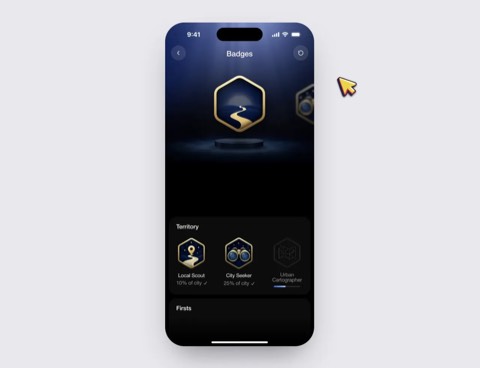 9:41
Badges
Territory
Local Scout
10% of city ✓
City Seeker
25% of city ✓
Urban
Cartographer
Firsts